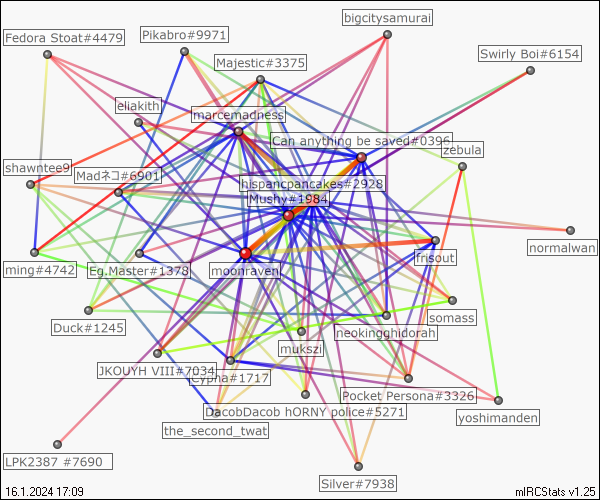 bigcitysamurai
Fedora Stoat#4479
Pikabro#9971
Swirly Boi#6154
Majestic#3375
eliakith
marcemadness
Can anything be saved#0396
zebula
shawntee9
Madネコ#6901
hispancpancakes#2928
Mushy#1984
normalwan
frisout
ming#4742
Eg.Master#1378
moonraven
somass
Duck#1245
neokingghidorah
mukszi
JKOUYH VIII#7034
Cypha#1717
Pocket Persona#3326
DacobDacob hORNY police#5271
yoshimanden
the_second_twat
LPK2387 #7690
Silver#7938
16.1.2024 17:09
mIRCStats v1.25